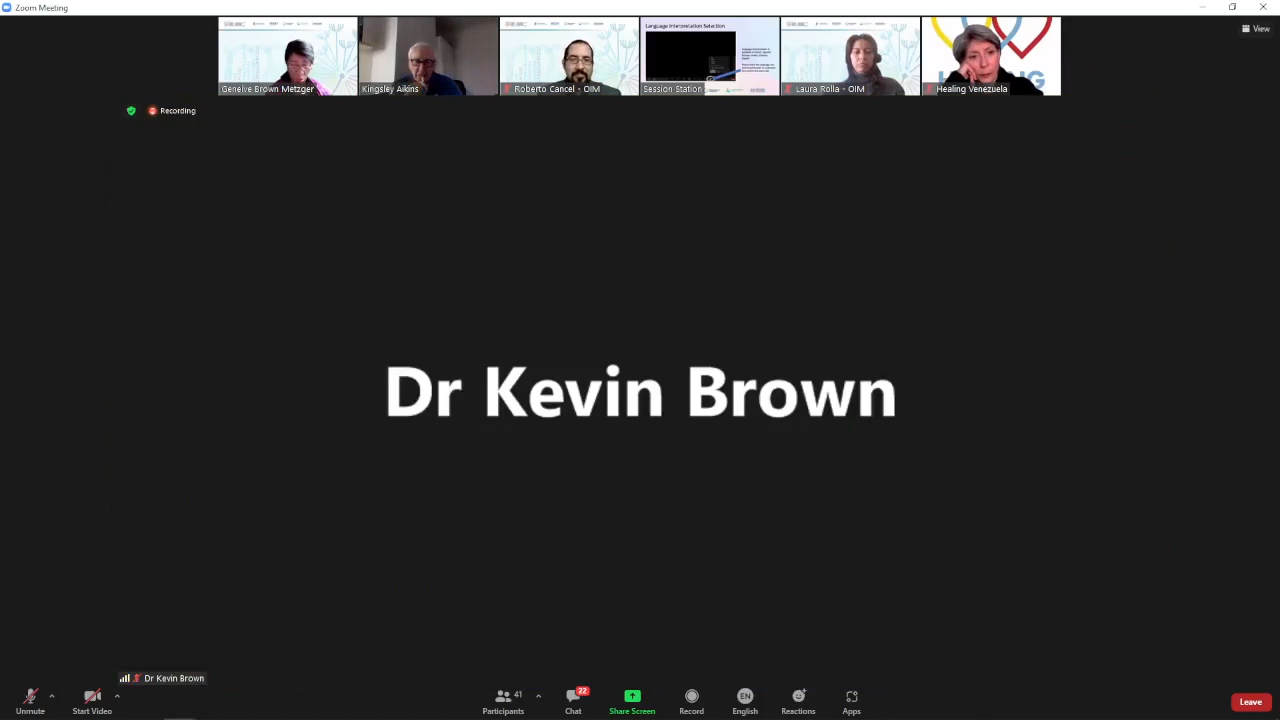 Zoom Meeting
View
Language Interpretation Selection
Geneive Brown Metzger
Kingsley Aikins
Roberto Cancel - OIM
Session Station
Laura Rolla - OIM
Healing Venezuela
Recording
Dr Kevin Brown
Dr Kevin Brown
Unmute
Start Video
Participants
41
Chat
22
Share Screen
Record
EN
English
Reactions
Apps
Leave